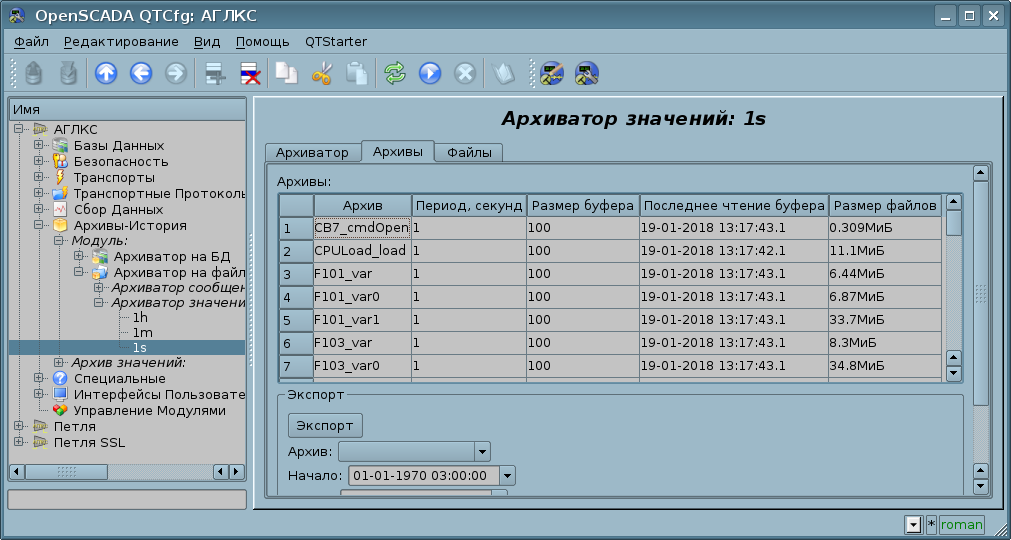 OpenSCADA QTCfg: АГЛКС
Файл Редактирование Вид Помощь QTStarter
Имя
АГЛКС
Базы Данных
Безопасность
Транспорты
Транспортные Протоколь
Сбор Данных
Архивы-История
Модуль:
Архиватор на БД
Архиватор на файл
Архиватор сообщен
Архиватор значени
1h
1m
1s
Архив значений:
Специальные
Интерфейсы Пользовате
Управление Модулями
Петля
Петля SSL
Архиватор значений: 1s
Архиватор Архивы Файлы
Архивы:
Архив Период, секунд Размер буфера Последнее чтение буфера Размер файлов
1 CB7_cmdOpen 1 100 19-01-2018 13:17:43.1 0.309МиБ
2 CPULoad_load 1 100 19-01-2018 13:17:42.1 11.1МиБ
3 F101_var 1 100 19-01-2018 13:17:43.1 6.44МиБ
4 F101_var0 1 100 19-01-2018 13:17:43.1 6.87МиБ
5 F101_var1 1 100 19-01-2018 13:17:43.1 33.7МиБ
6 F103_var 1 100 19-01-2018 13:17:43.1 8.3МиБ
7 F103_var0 1 100 19-01-2018 13:17:43.1 34.8МиБ
Экспорт
Экспорт
Архив:
Начало: 01-01-1970 03:00:00
* roman